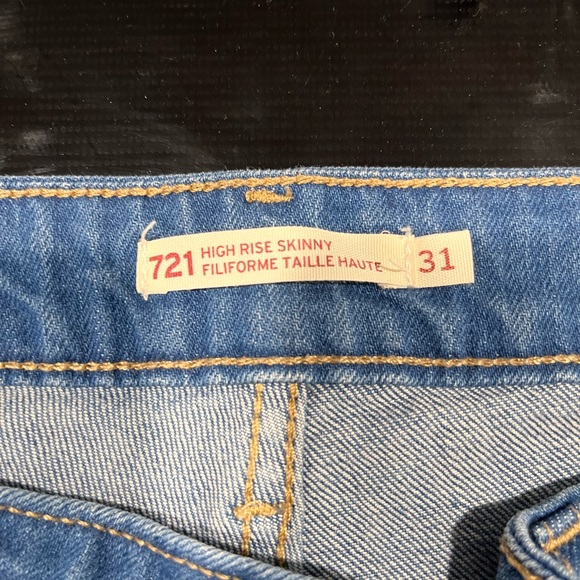 721 HIGH RISE SKINNY
FILIFORME TAILLE HAUTE
31